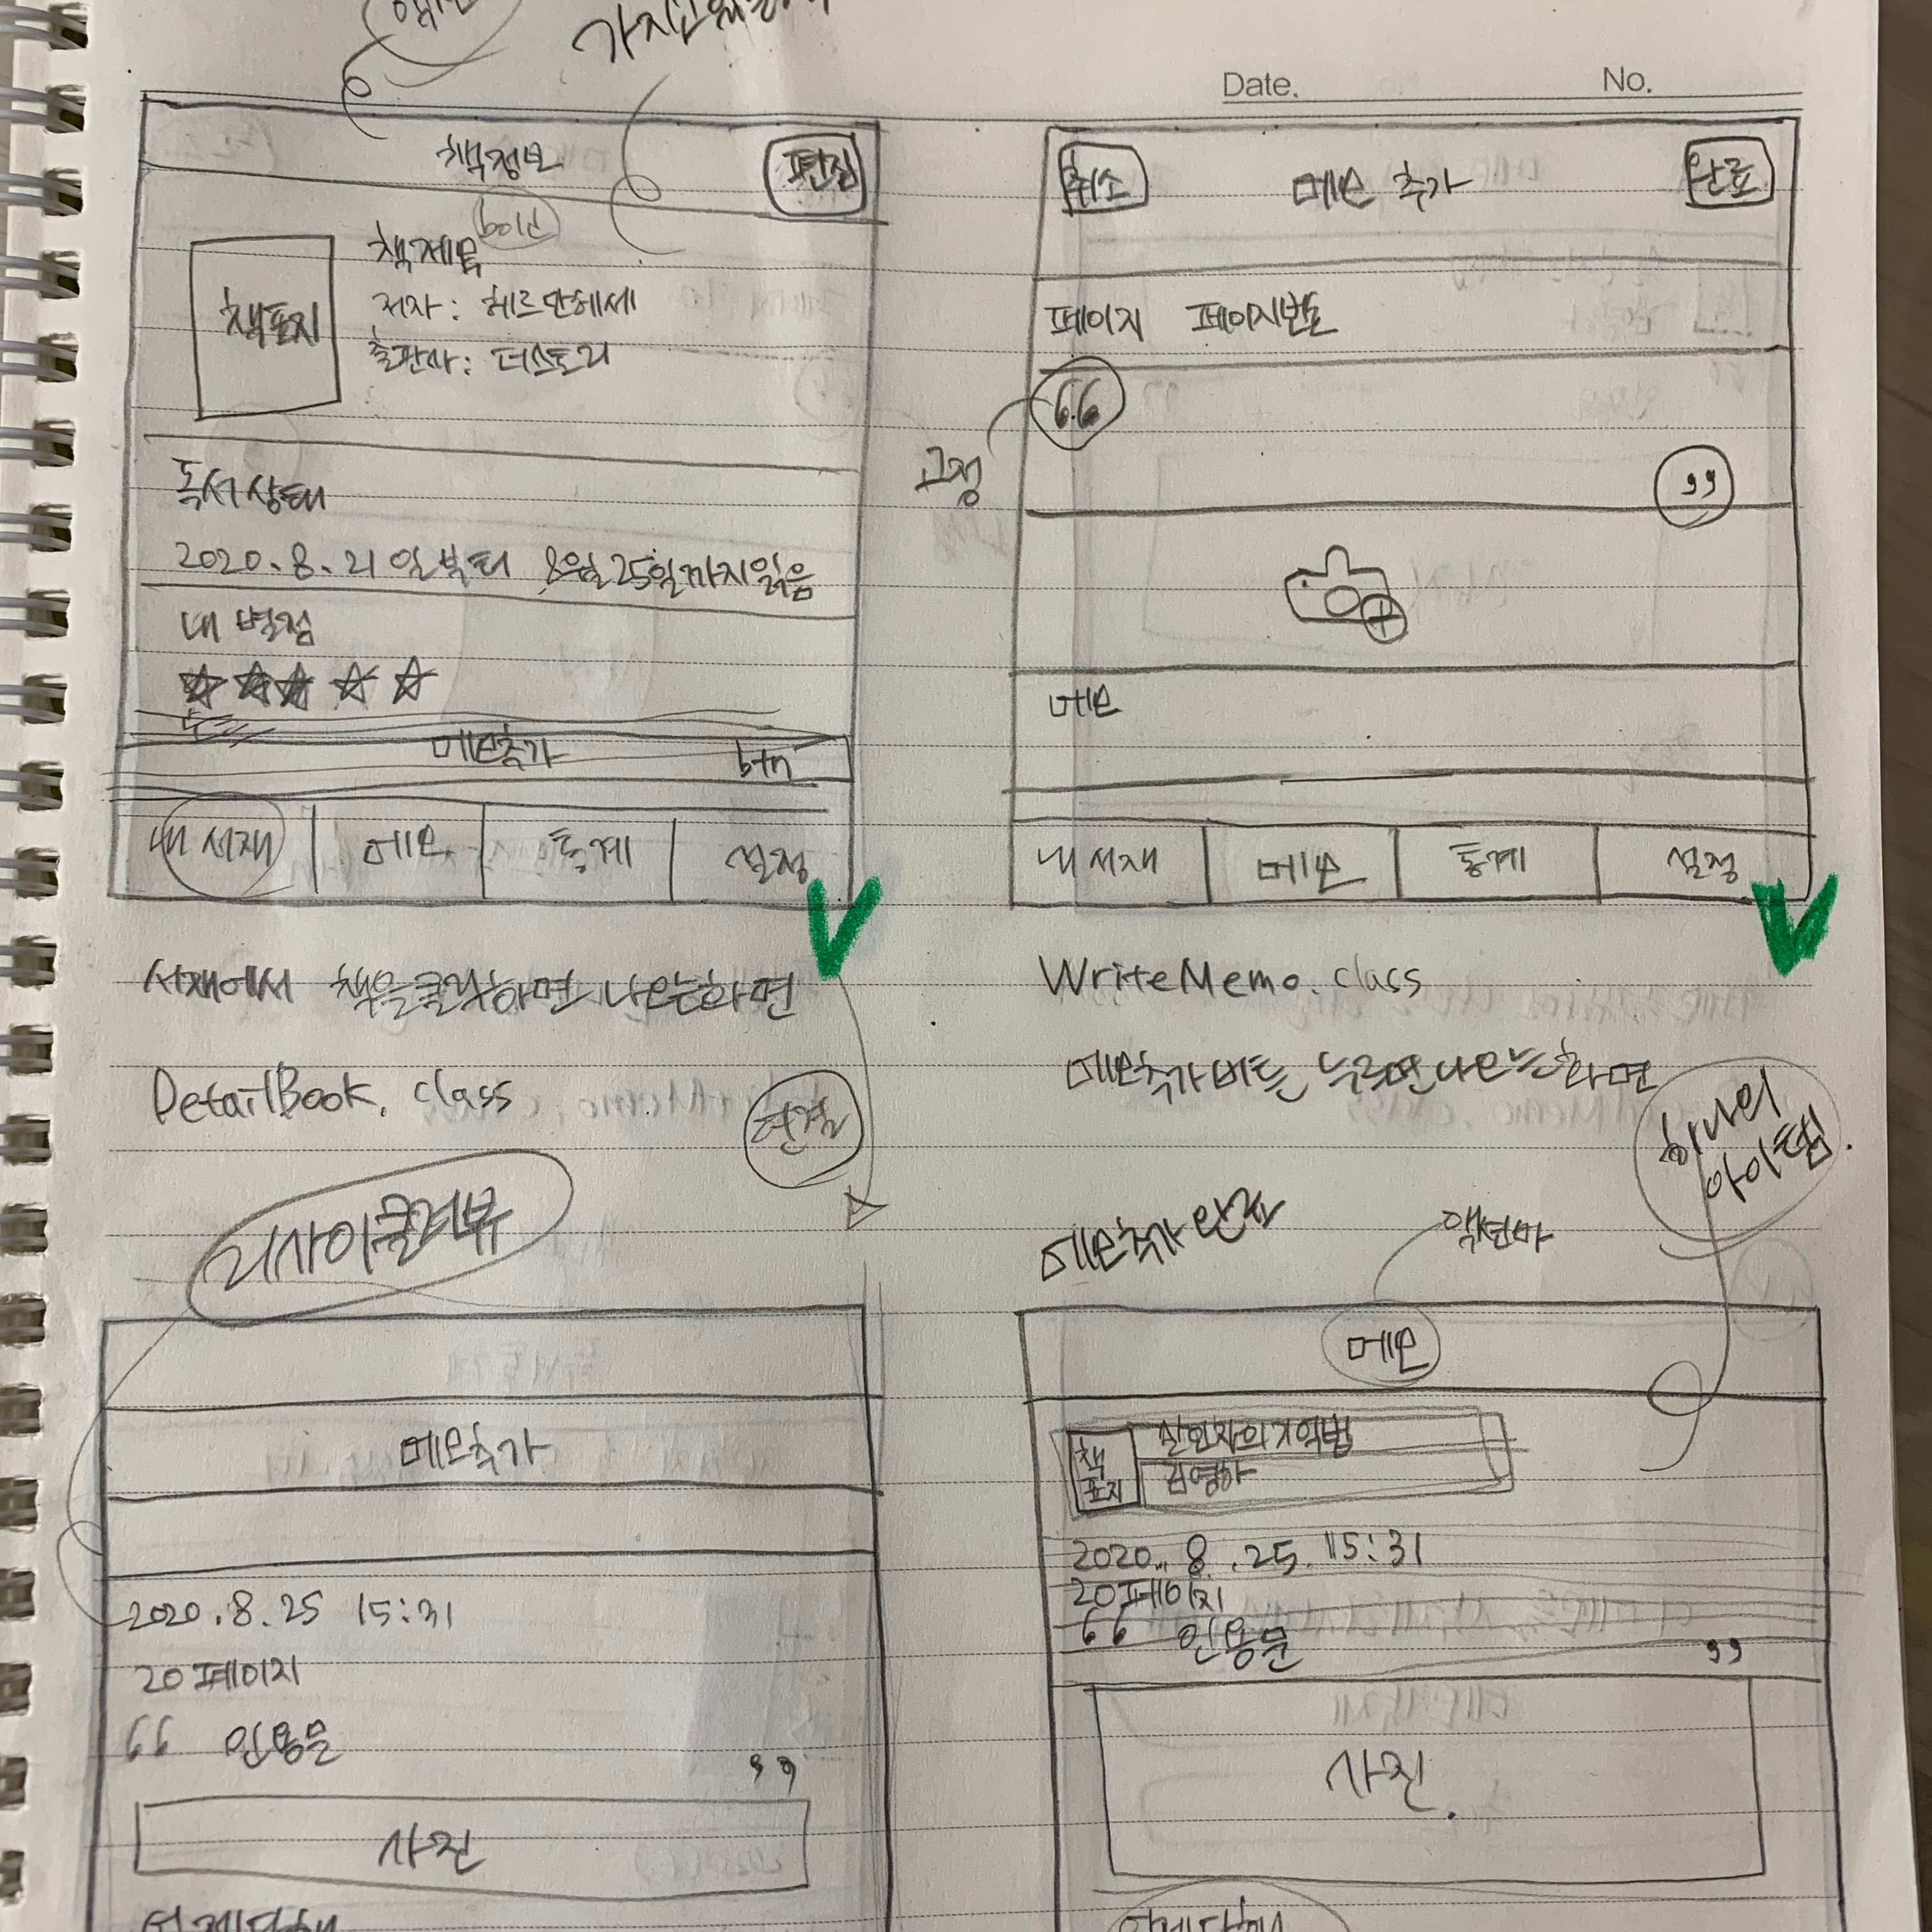 Date. No.
책정보 편집
bold
책제목
책표지
저자 : 헤르만헤세
출판사 : 더스토리
독서상태
2020.8.21일부터 8월25일까지읽음
내 별점
메모추가 btn
내 서재 메모 통계 설정
서재에서 책을클릭하면 나오는화면
DetailBook.class
연결
취소 메모 추가 완료
페이지 페이지번호
66
고정
99
메모
내 서재 메모 통계 설정
WriteMemo.class
메모추가버튼 누르면나오는화면
하나의
아이템.
리사이클러뷰
메모추가
2020.8.25 15:31
20페이지
66 인용문 99
사진
메모추가완료
액션바
메모
책
표지
살인자의기억법
김영하
2020.8.25. 15:31
20페이지
66 인용문 99
사진.